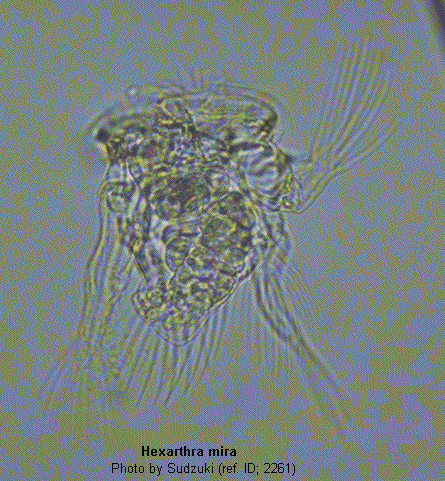 Hexarthra mira
Photo by Sudzuki (ref. ID; 2261)